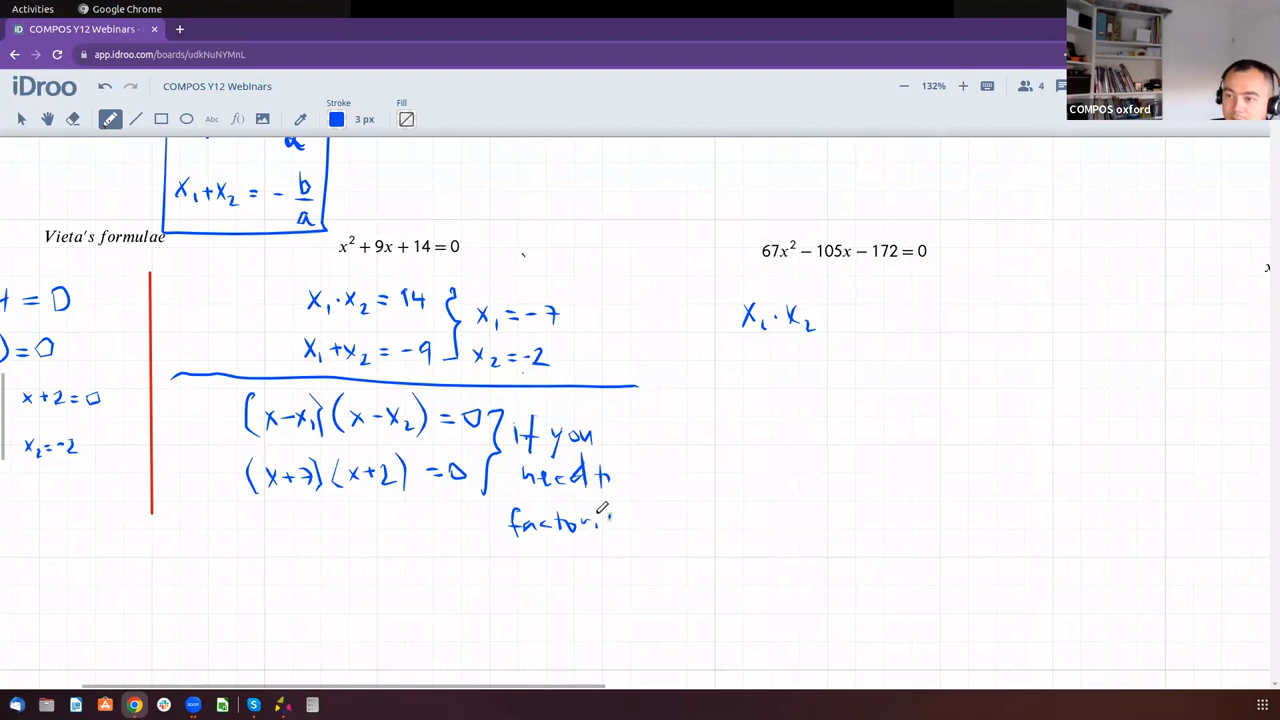 Activities
Google Chrome
COMPOS Y12 Webinars -
app.idroo.com/boards/udkNuNYMnL
iDroo
COMPOS Y12 Webinars
132%
4
COMPOS oxford
Stroke
Fill
Abc
f()
3 px
a
x₁+x₂ = - b/a
Vieta's formulae
x² + 9x + 14 = 0
67x² − 105x − 172 = 0
= 0
) = 0
x+2=0
x₂=-2
x₁·x₂ = 14
x₁+x₂ = -9
x₁ = -7
x₂ = -2
(x-x₁)(x-x₂) = 0
(x+7)(x+2) = 0
if you
need to
factori
x₁·x₂